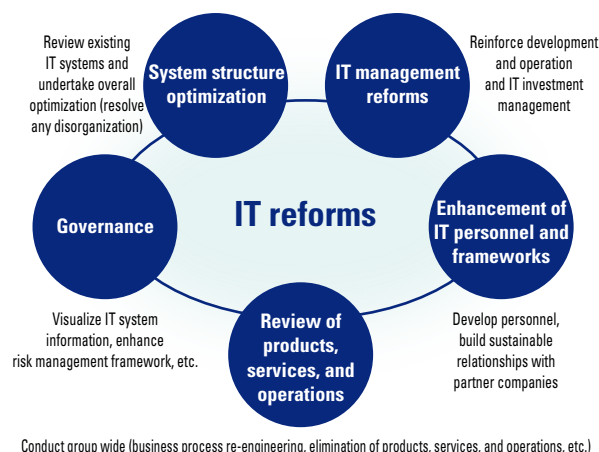 Review existing
IT systems and
undertake overall
optimization (resolve
any disorganization)
System structure
optimization
IT management
reforms
Reinforce development
and operation
and IT investment
management
IT reforms
Governance
Enhancement of
IT personnel and
frameworks
Visualize IT system
information, enhance
risk management framework, etc.
Review of
products,
services, and
operations
Develop personnel,
build sustainable
relationships with
partner companies
Conduct group wide (business process re-engineering, elimination of products, services, and operations, etc.)